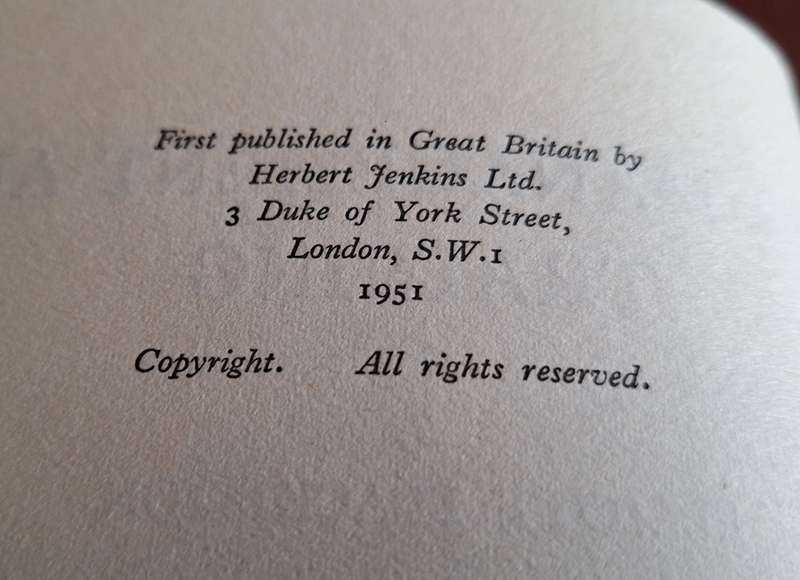 First published in Great Britain by
Herbert Jenkins Ltd.
3 Duke of York Street,
London, S.W.1
1951
Copyright. All rights reserved.